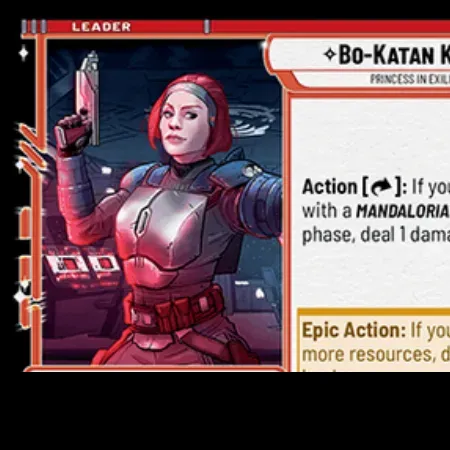 LEADER
BO-KATAN K
PRINCESS IN EXIL
Action [ ]: If you
with a MANDALORIA
phase, deal 1 dama
Epic Action: If you
more resources, d